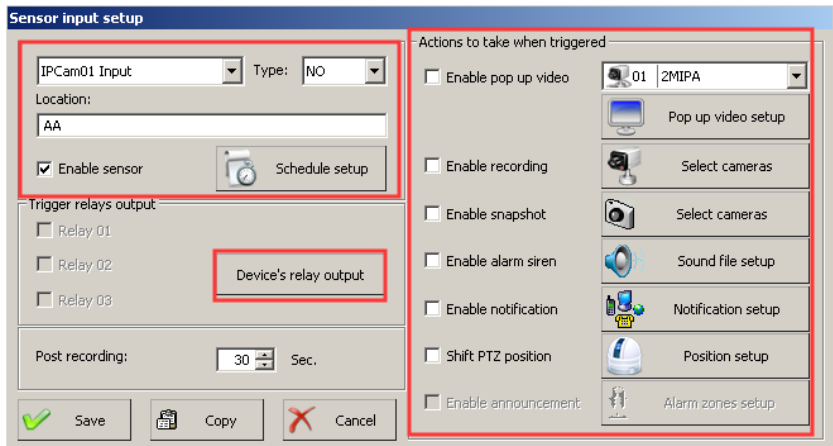 Sensor input setup
IPCam01 Input
Type:
NO
Location:
AA
Enable sensor
Schedule setup
Trigger relays output
Relay 01
Relay 02
Relay 03
Device's relay output
Post recording:
30
Sec.
Save
Copy
Cancel
Actions to take when triggered
Enable pop up video
01
2MIPA
Pop up video setup
Enable recording
Select cameras
Enable snapshot
Select cameras
Enable alarm siren
Sound file setup
Enable notification
Notification setup
Shift PTZ position
Position setup
Enable announcement
Alarm zones setup